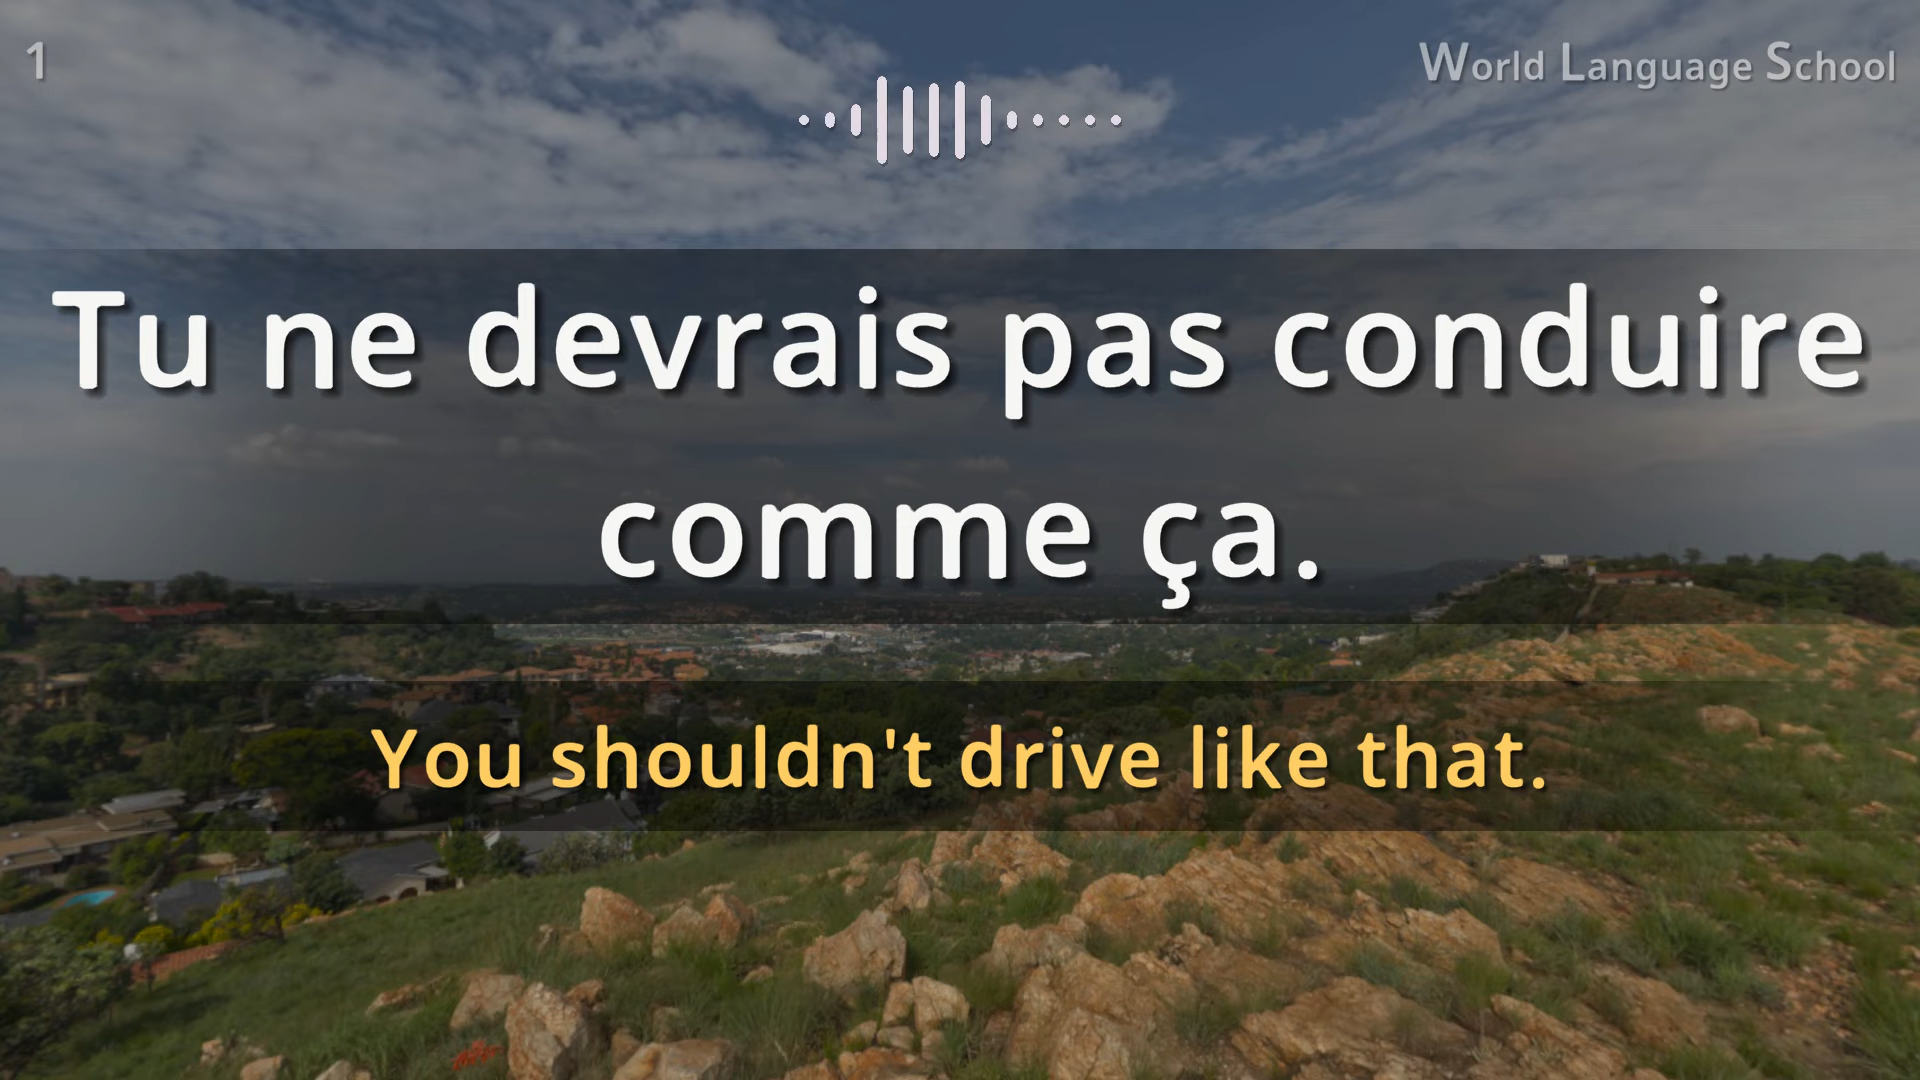 1
World Language School
Tu ne devrais pas conduire
comme ça.
You shouldn't drive like that.